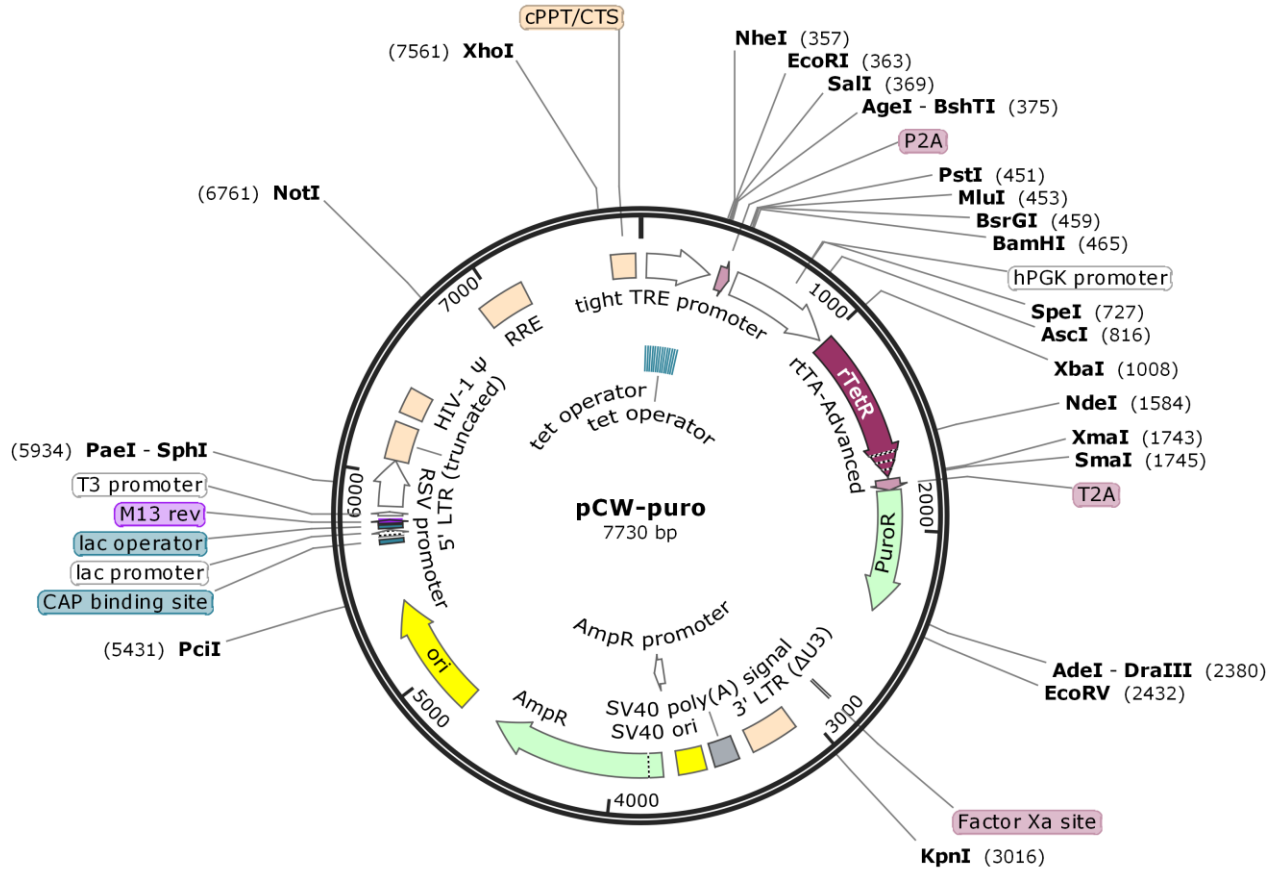 cPPT/CTS
(7561) XhoI
NheI (357)
EcoRI (363)
SalI (369)
AgeI - BshTI (375)
P2A
PstI (451)
MluI (453)
BsrGI (459)
BamHI (465)
hPGK promoter
SpeI (727)
AscI (816)
XbaI (1008)
NdeI (1584)
XmaI (1743)
SmaI (1745)
T2A
AdeI - DraIII (2380)
EcoRV (2432)
Factor Xa site
KpnI (3016)
(6761) NotI
(5934) PaeI - SphI
T3 promoter
M13 rev
lac operator
lac promoter
CAP binding site
(5431) PciI
1000
2000
3000
4000
5000
6000
7000
tight TRE promoter
tet operator
tet operator
rTetR
rtTA-Advanced
PuroR
3' LTR (ΔU3)
SV40 poly(A) signal
SV40 ori
AmpR promoter
AmpR
ori
RSV promoter
5' LTR (truncated)
HIV-1 Ψ
RRE
pCW-puro
7730 bp